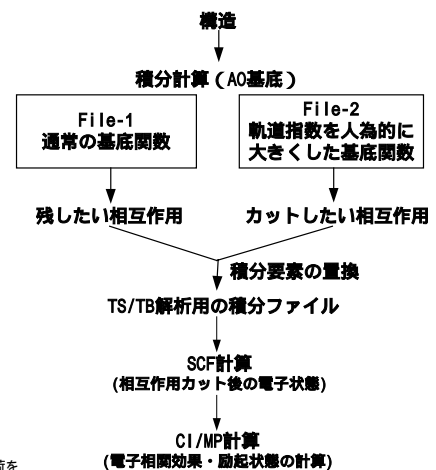 構造
積分計算（AO基底）
File-1
通常の基底関数
File-2
軌道指数を人為的に
大きくした基底関数
残したい相互作用
カットしたい相互作用
積分要素の置換
TS/TB解析用の積分ファイル
SCF計算
(相互作用カット後の電子状態)
CI/MP計算
(電子相関効果・励起状態の計算)